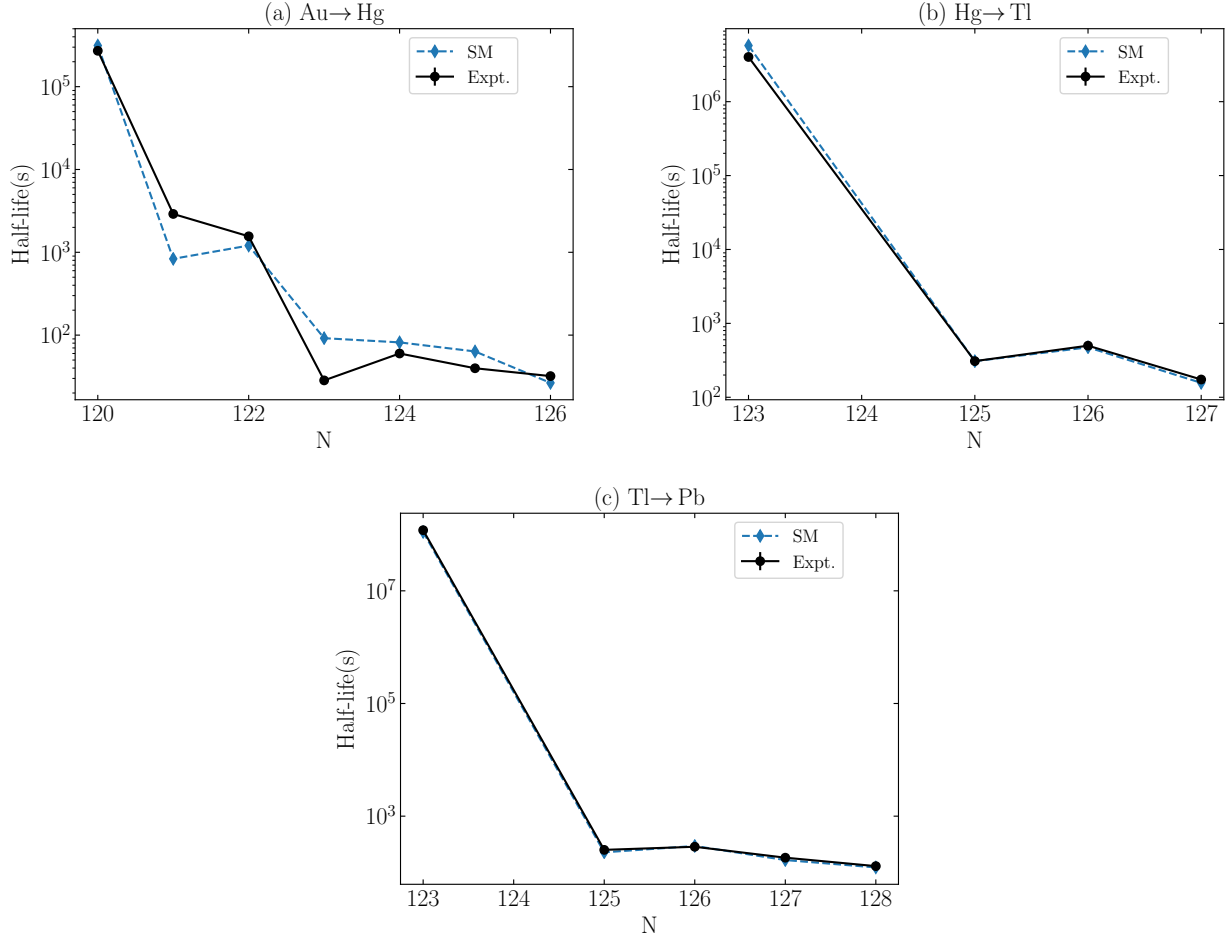 (a) Au→Hg
SM
Expt.
10^5
10^4
10^3
10^2
Half-life(s)
120
122
124
126
N
(b) Hg→Tl
SM
Expt.
10^6
10^5
10^4
10^3
10^2
Half-life(s)
123
124
125
126
127
N
(c) Tl→Pb
SM
Expt.
10^7
10^5
10^3
Half-life(s)
123
124
125
126
127
128
N